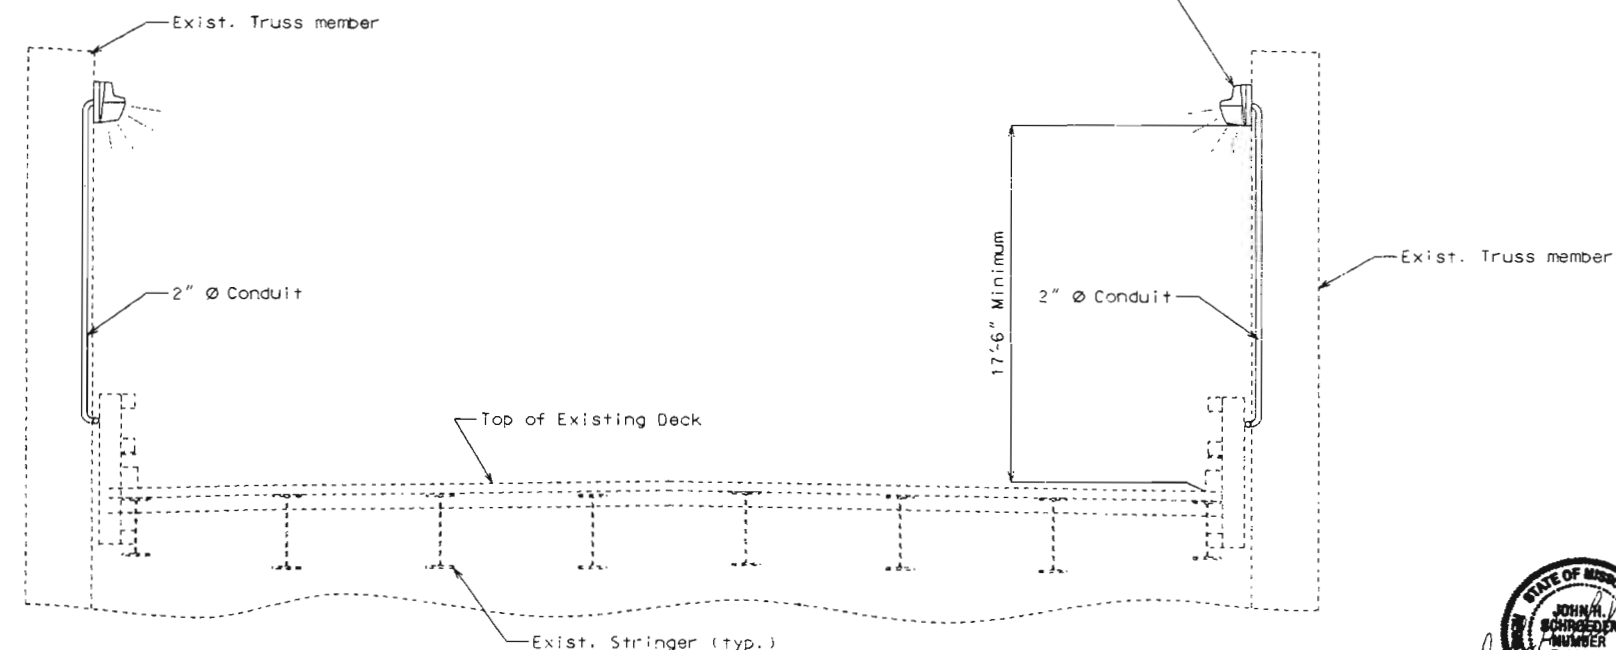 Exist. Truss member
Exist. Truss member
2" Ø Conduit
2" Ø Conduit
17'-6" Minimum
Top of Existing Deck
Exist. Stringer (typ.)
STATE OF
JOHN H.
SCHROEDER
NUMBER